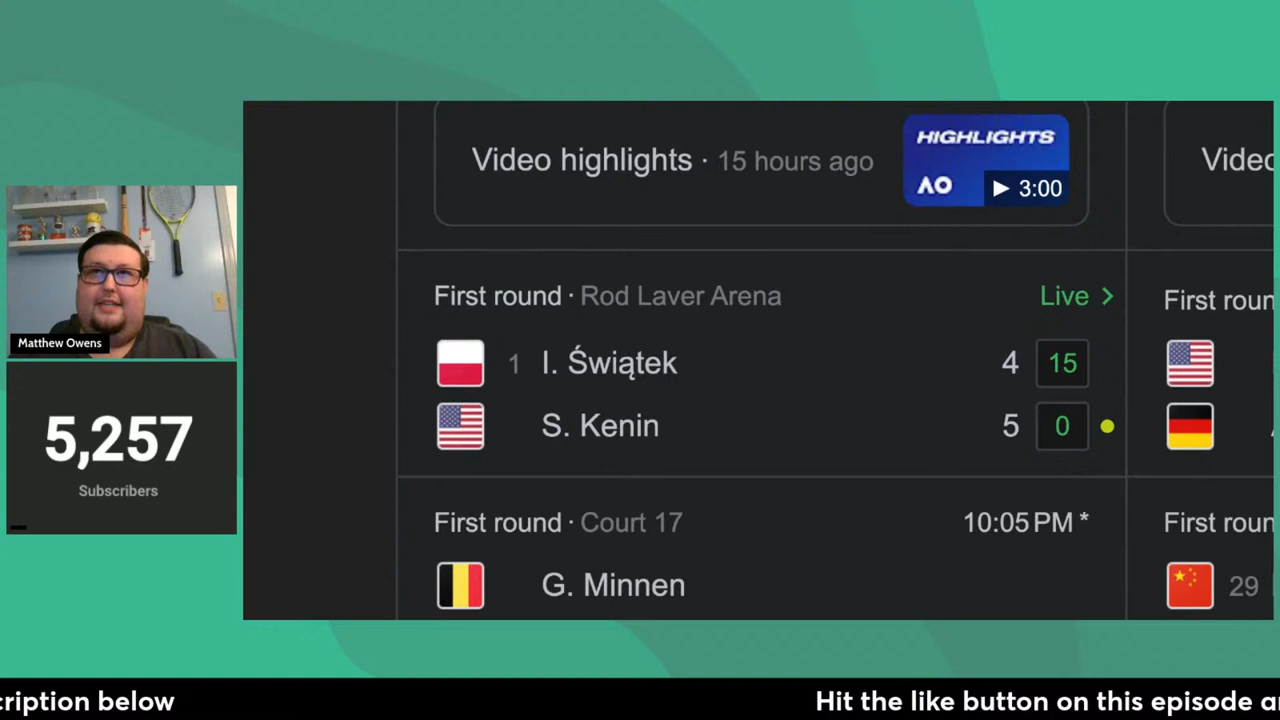 Video highlights · 15 hours ago
HIGHLIGHTS
AO
3:00
Video
First round · Rod Laver Arena
Live
1 I. Świątek 4 15
S. Kenin 5 0
First round · Court 17
10:05 PM *
G. Minnen
First roun
First roun
29
Matthew Owens
5,257
Subscribers
cription below
Hit the like button on this episode a